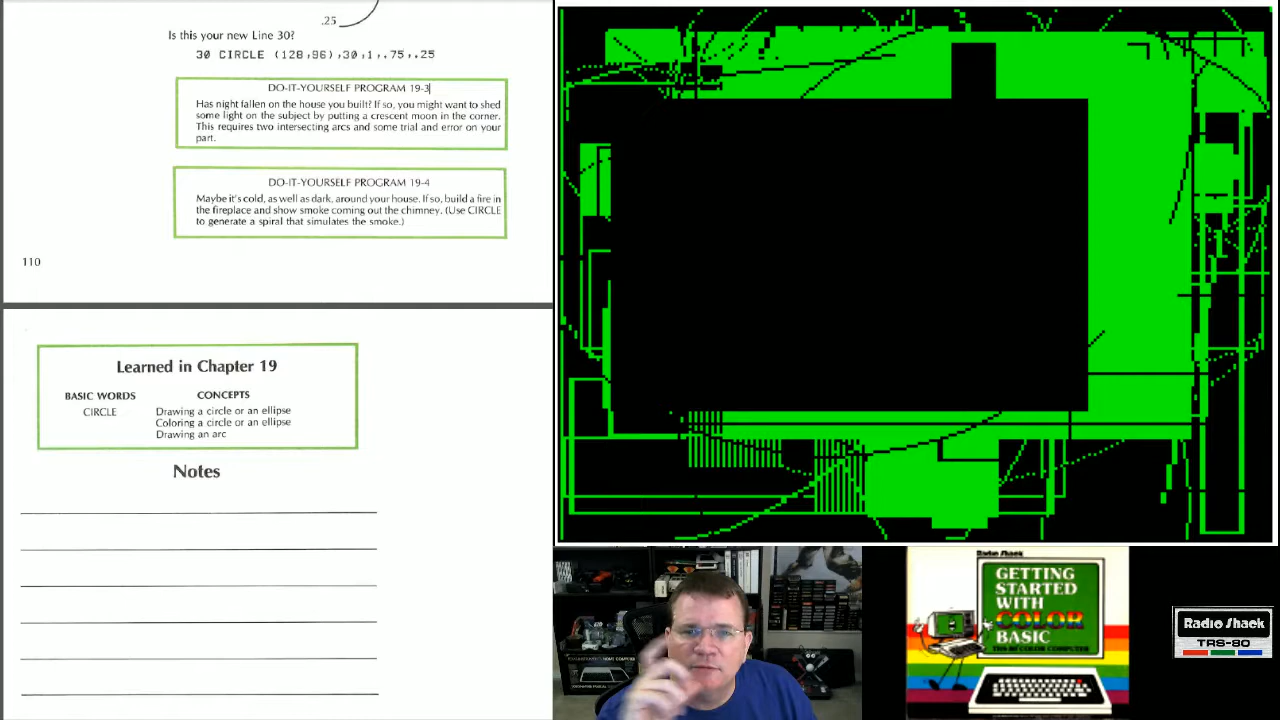 .25
Is this your new Line 30?
30 CIRCLE (128,96),30,1,.75,.25
DO-IT-YOURSELF PROGRAM 19-3
Has night fallen on the house you built? If so, you might want to shed
some light on the subject by putting a crescent moon in the corner.
This requires two intersecting arcs and some trial and error on your
part.
DO-IT-YOURSELF PROGRAM 19-4
Maybe it's cold, as well as dark, around your house. If so, build a fire in
the fireplace and show smoke coming out the chimney. (Use CIRCLE
to generate a spiral that simulates the smoke.)
110
Learned in Chapter 19
BASIC WORDS
CONCEPTS
CIRCLE
Drawing a circle or an ellipse
Coloring a circle or an ellipse
Drawing an arc
Notes
Radio Shack
GETTING
STARTED
WITH
COLOR
BASIC
TRS-80 COLOR COMPUTER
Radio Shack
TRS-80